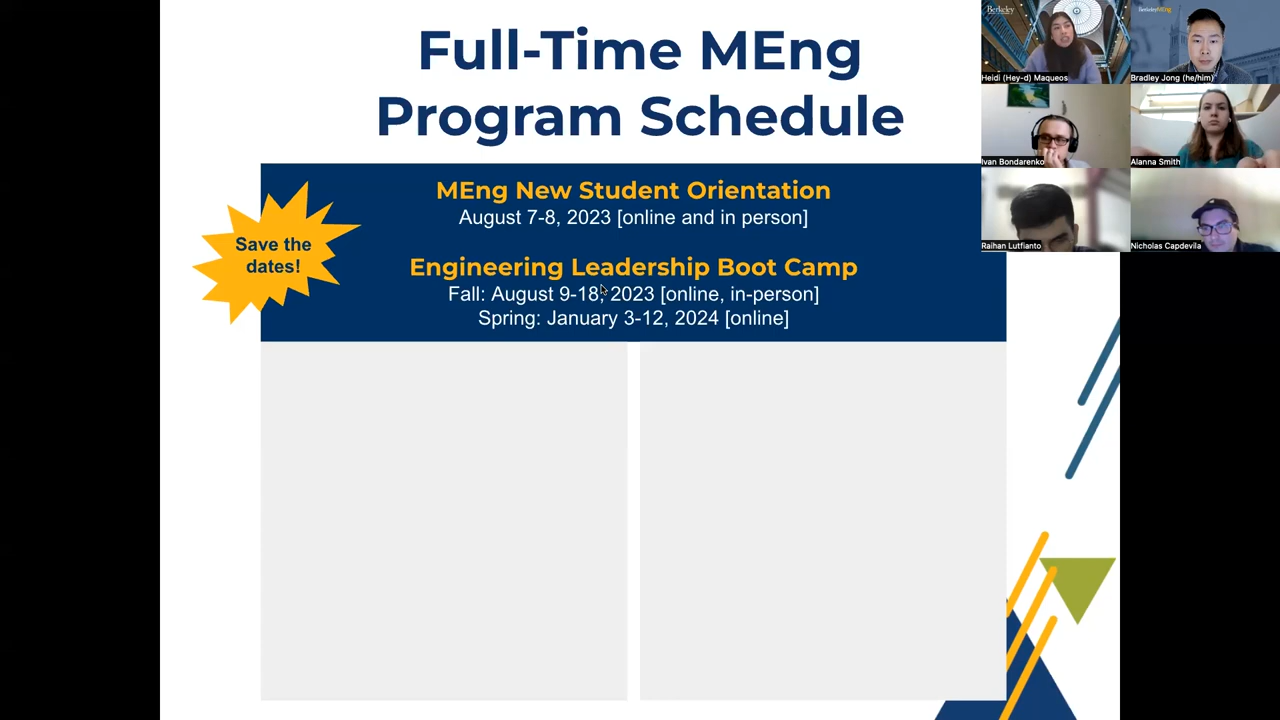 Full-Time MEng
Program Schedule
MEng New Student Orientation
August 7-8, 2023 [online and in person]
Save the
dates!
Engineering Leadership Boot Camp
Fall: August 9-18, 2023 [online, in-person]
Spring: January 3-12, 2024 [online]
Berkeley
Heidi (Hey-d) Maqueos
BerkeleyMEng
Bradley Jong (he/him)
Ivan Bondarenko
Alanna Smith
Raihan Lutfianto
Nicholas Capdevila